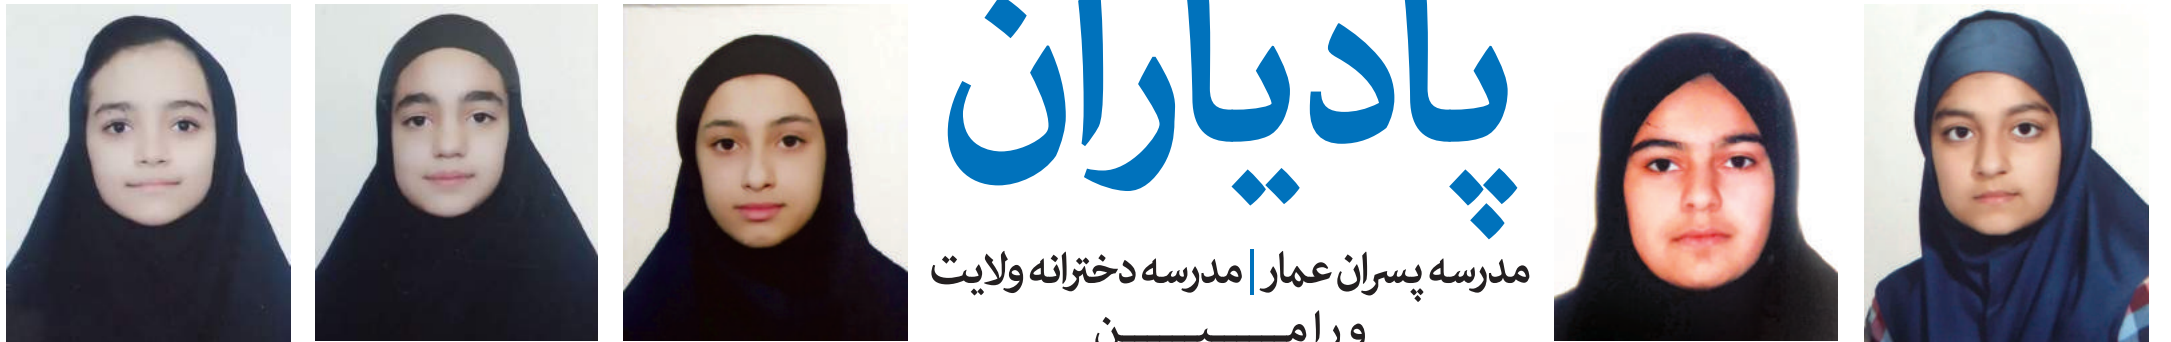 پادیاران
مدرسه پسران عمار | مدرسه دخترانه ولایت
ورامین